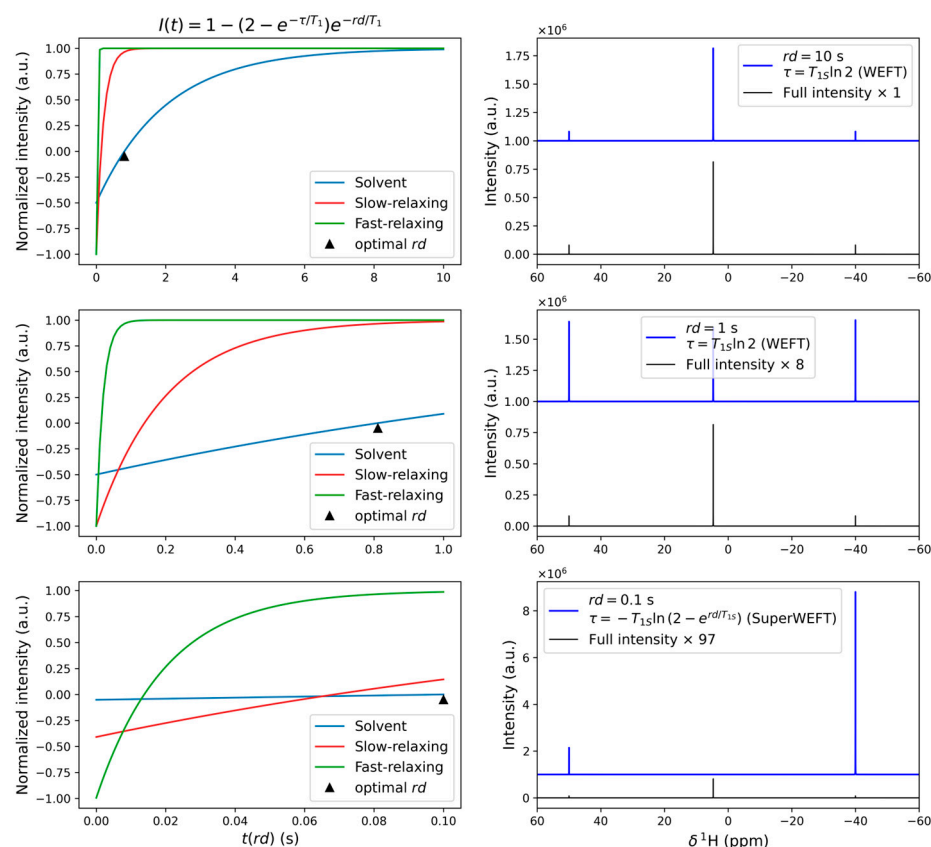 I(t) = 1 − (2 − e^{−τ/T₁})e^{−rd/T₁}
Normalized intensity (a.u.)
1.00
0.75
0.50
0.25
0.00
−0.25
−0.50
−0.75
−1.00
Solvent
Slow-relaxing
Fast-relaxing
optimal rd
0
2
4
6
8
10
×10⁶
Intensity (a.u.)
1.75
1.50
1.25
1.00
0.75
0.50
0.25
0.00
rd = 10 s
τ = T₁ₛ ln 2 (WEFT)
Full intensity × 1
60
40
20
0
−20
−40
−60
Normalized intensity (a.u.)
1.00
0.75
0.50
0.25
0.00
−0.25
−0.50
−0.75
−1.00
Solvent
Slow-relaxing
Fast-relaxing
optimal rd
0.0
0.2
0.4
0.6
0.8
1.0
×10⁶
Intensity (a.u.)
1.50
1.25
1.00
0.75
0.50
0.25
0.00
rd = 1 s
τ = T₁ₛ ln 2 (WEFT)
Full intensity × 8
60
40
20
0
−20
−40
−60
Normalized intensity (a.u.)
1.00
0.75
0.50
0.25
0.00
−0.25
−0.50
−0.75
−1.00
Solvent
Slow-relaxing
Fast-relaxing
optimal rd
0.00
0.02
0.04
0.06
0.08
0.10
t(rd) (s)
×10⁶
Intensity (a.u.)
8
6
4
2
0
rd = 0.1 s
τ = − T₁ₛ ln (2 − e^{rd/T₁ₛ}) (SuperWEFT)
Full intensity × 97
60
40
20
0
−20
−40
−60
δ ¹H (ppm)